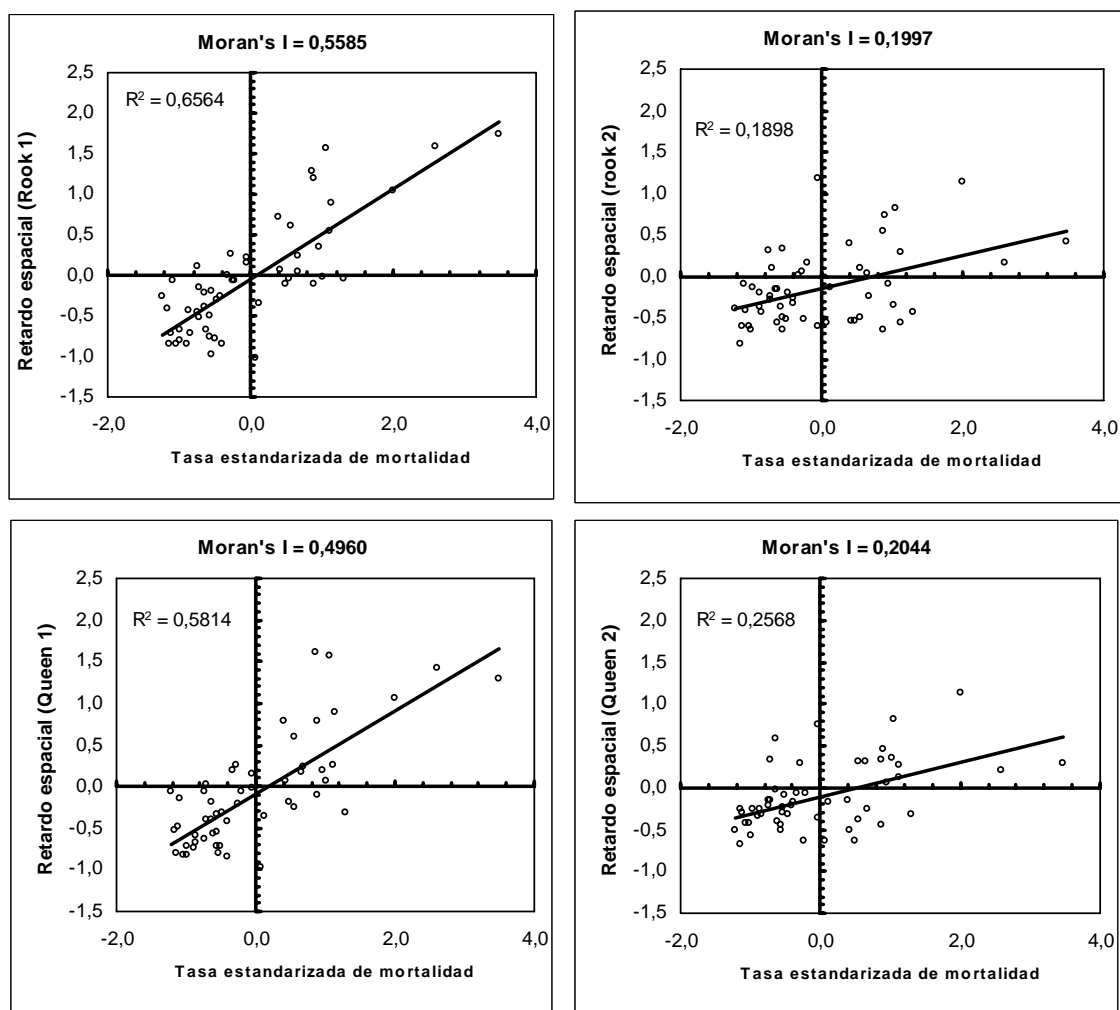 Moran's I = 0,5585
R² = 0,6564
Retardo espacial (Rook 1)
2,5
2,0
1,5
1,0
0,5
0,0
-0,5
-1,0
-1,5
-2,0 0,0 2,0 4,0
Tasa estandarizada de mortalidad
Moran's I = 0,1997
R² = 0,1898
Retardo espacial (rook 2)
2,5
2,0
1,5
1,0
0,5
0,0
-0,5
-1,0
-1,5
-2,0 0,0 2,0 4,0
Tasa estandarizada de mortalidad
Moran's I = 0,4960
R² = 0,5814
Retardo espacial (Queen 1)
2,5
2,0
1,5
1,0
0,5
0,0
-0,5
-1,0
-1,5
-2,0 0,0 2,0 4,0
Tasa estandarizada de mortalidad
Moran's I = 0,2044
R² = 0,2568
Retardo espacial (Queen 2)
2,5
2,0
1,5
1,0
0,5
0,0
-0,5
-1,0
-1,5
-2,0 0,0 2,0 4,0
Tasa estandarizada de mortalidad